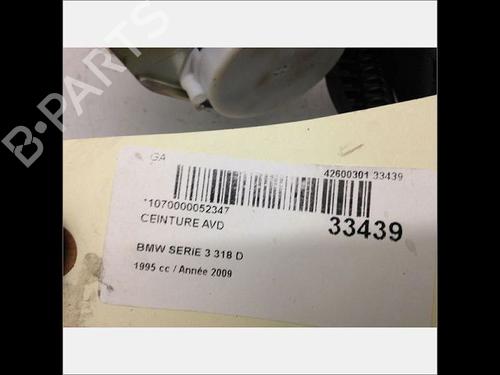 B-PARTS
GA
42600301 33439
*1070000052347
CEINTURE AVD
33439
BMW SERIE 3 318 D
1995 cc / Année 2009